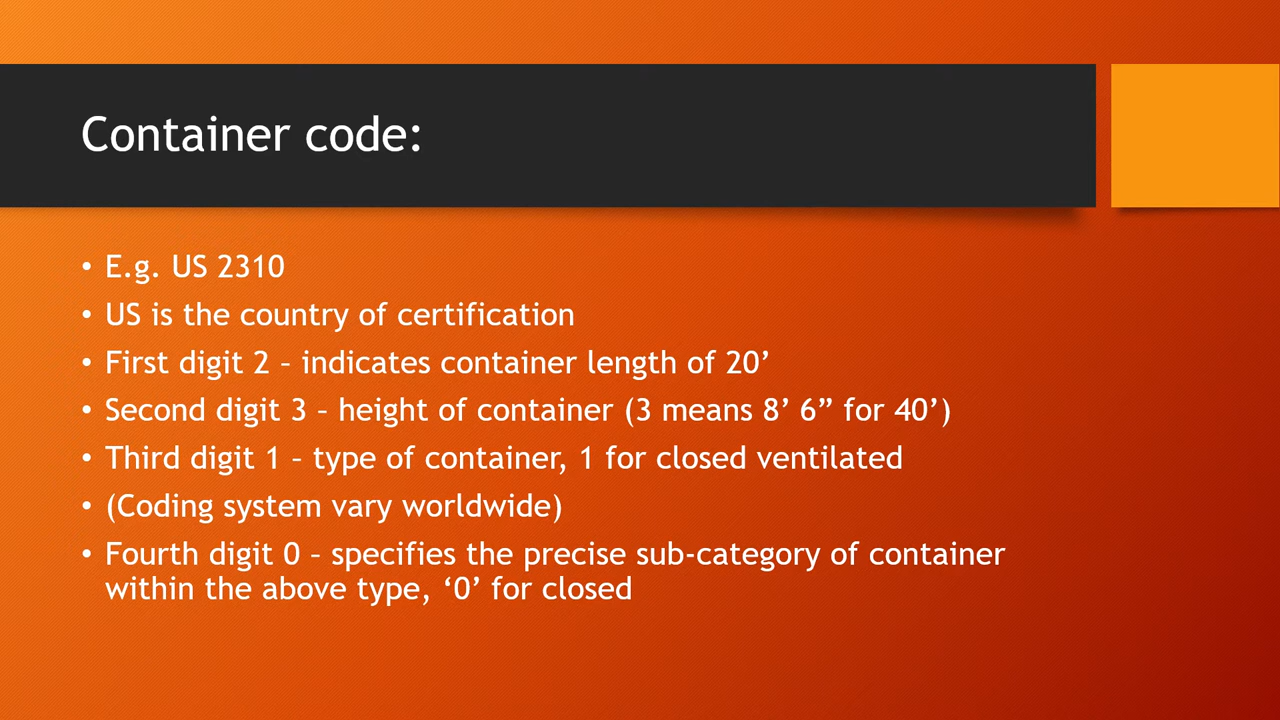 Container code:
• E.g. US 2310
• US is the country of certification
• First digit 2 – indicates container length of 20’
• Second digit 3 – height of container (3 means 8’ 6” for 40’)
• Third digit 1 – type of container, 1 for closed ventilated
• (Coding system vary worldwide)
• Fourth digit 0 – specifies the precise sub-category of container
within the above type, ‘0’ for closed